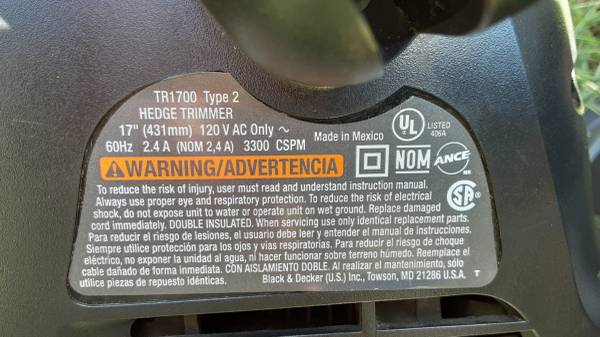 TR1700 Type 2
HEDGE TRIMMER
17" (431mm) 120 V AC Only ~
60Hz 2.4 A (NOM 2,4 A) 3300 CSPM
Made in Mexico
UL LISTED
406A
⚠WARNING/ADVERTENCIA
NOM
ANCE
To reduce the risk of injury, user must read and understand instruction manual.
Always use proper eye and respiratory protection. To reduce the risk of electrical
shock, do not expose unit to water or operate unit on wet ground. Replace damaged
cord immediately. DOUBLE INSULATED. When servicing use only identical replacement parts.
Para reducir el riesgo de lesiones, el usuario debe leer y entender el manual de instrucciones.
Siempre utilice protección para los ojos y vías respiratorias. Para reducir el riesgo de choque
eléctrico, no exponer la unidad al agua, ni hacer funcionar sobre terreno húmedo. Reemplace el
cable dañado de forma inmediata. CON AISLAMIENTO DOBLE. Al realizar el mantenimiento, sólo
utilice piezas de repuesto idénticas.
Black & Decker (U.S.) Inc., Towson, MD 21286 U.S.A.
T
SA